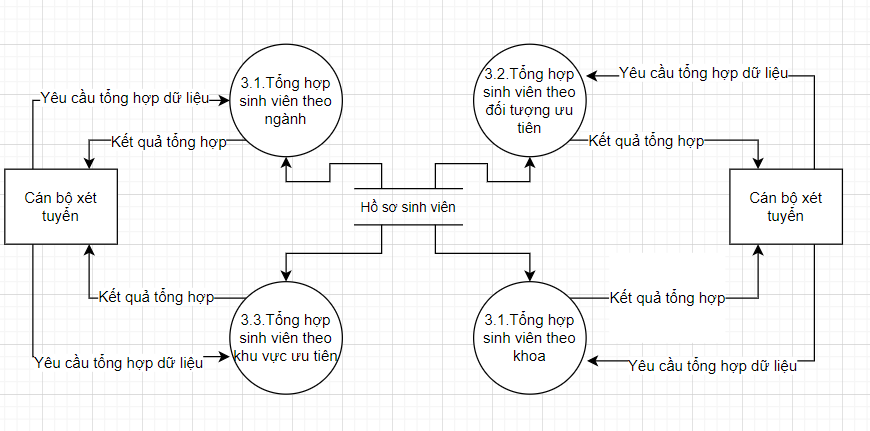 3.1.Tổng hợp
sinh viên theo
ngành
3.2.Tổng hợp
sinh viên theo
đối tượng ưu
tiên
Yêu cầu tổng hợp dữ liệu
Yêu cầu tổng hợp dữ liệu
Kết quả tổng hợp
Kết quả tổng hợp
Cán bộ xét
tuyển
Hồ sơ sinh viên
Cán bộ xét
tuyển
Kết quả tổng hợp
Kết quả tổng hợp
3.3.Tổng hợp
sinh viên theo
khu vực ưu tiên
3.1.Tổng hợp
sinh viên theo
khoa
Yêu cầu tổng hợp dữ liệu
Yêu cầu tổng hợp dữ liệu